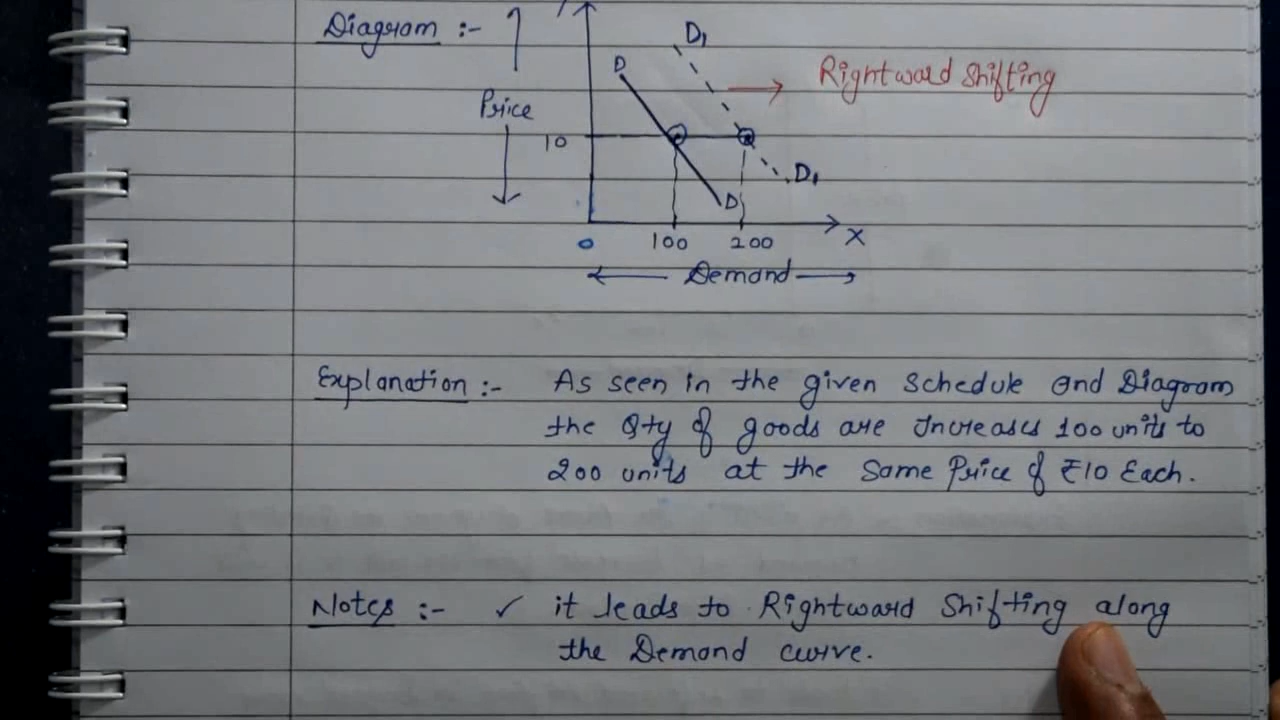 Diagram :-
Y
D₁
D
Rightward Shifting
Price
10
D₁
D
0 100 200 X
Demand
Explanation :- As seen in the given Schedule and Diagram
the Qty of goods are Increases 100 units to
200 units at the Same Price of ₹10 Each.
Notes :- ✓ it leads to Rightward Shifting along
the Demand curve.